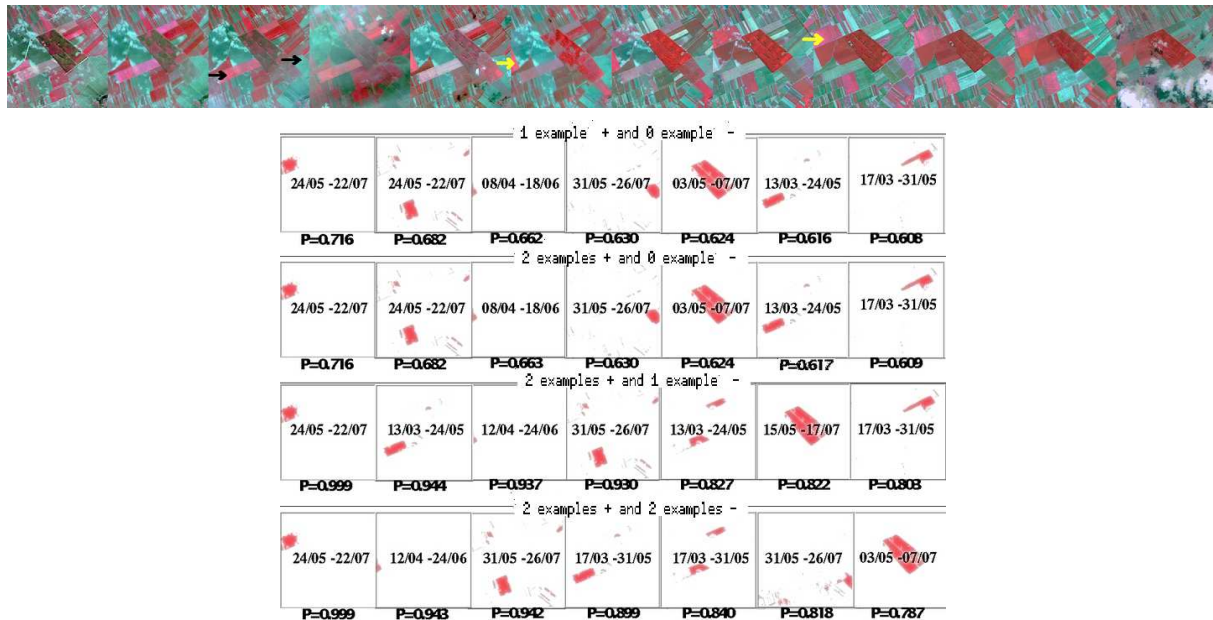 1 example + and 0 example -
24/05 -22/07 24/05 -22/07 08/04 -18/06 31/05 -26/07 03/05 -07/07 13/03 -24/05 17/03 -31/05
P=0.716 P=0.682 P=0.662 P=0.630 P=0.624 P=0.616 P=0.608
2 examples + and 0 example -
24/05 -22/07 24/05 -22/07 08/04 -18/06 31/05 -26/07 03/05 -07/07 13/03 -24/05 17/03 -31/05
P=0.716 P=0.682 P=0.663 P=0.630 P=0.624 P=0.617 P=0.609
2 examples + and 1 example -
24/05 -22/07 13/03 -24/05 12/04 -24/06 31/05 -26/07 13/03 -24/05 15/05 -17/07 17/03 -31/05
P=0.999 P=0.944 P=0.937 P=0.930 P=0.827 P=0.822 P=0.803
2 examples + and 2 examples -
24/05 -22/07 12/04 -24/06 31/05 -26/07 17/03 -31/05 17/03 -31/05 31/05 -26/07 03/05 -07/07
P=0.999 P=0.943 P=0.942 P=0.899 P=0.840 P=0.818 P=0.787